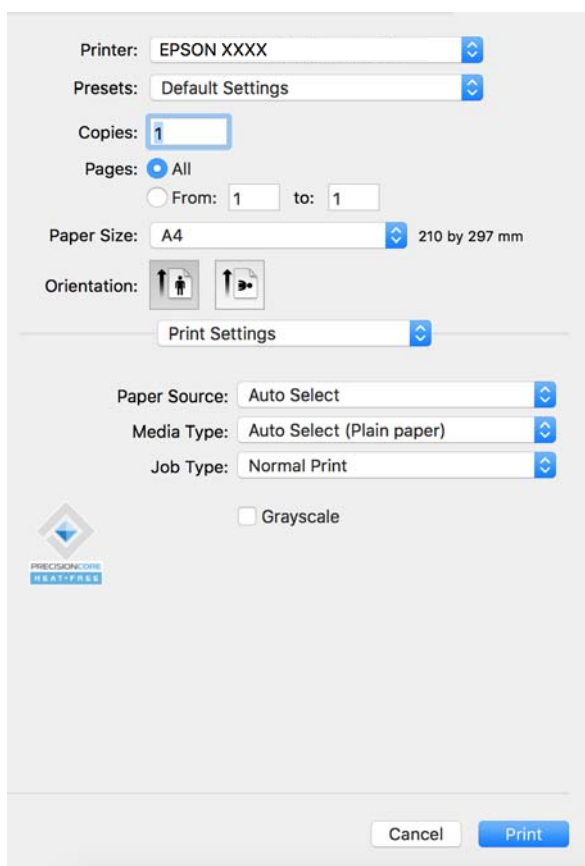 Printer: EPSON XXXX
Presets: Default Settings
Copies: 1
Pages: All
From: 1 to: 1
Paper Size: A4 210 by 297 mm
Orientation:
Print Settings
Paper Source: Auto Select
Media Type: Auto Select (Plain paper)
Job Type: Normal Print
Grayscale
PRECISIONCORE
HEAT-FREE
Cancel Print